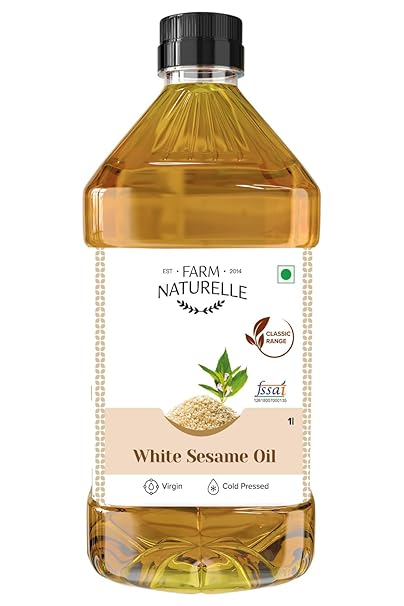 EST • FARM • 2014
NATURELLE
CLASSIC
RANGE
fssai
White Sesame Oil
1l
Virgin
Cold Pressed